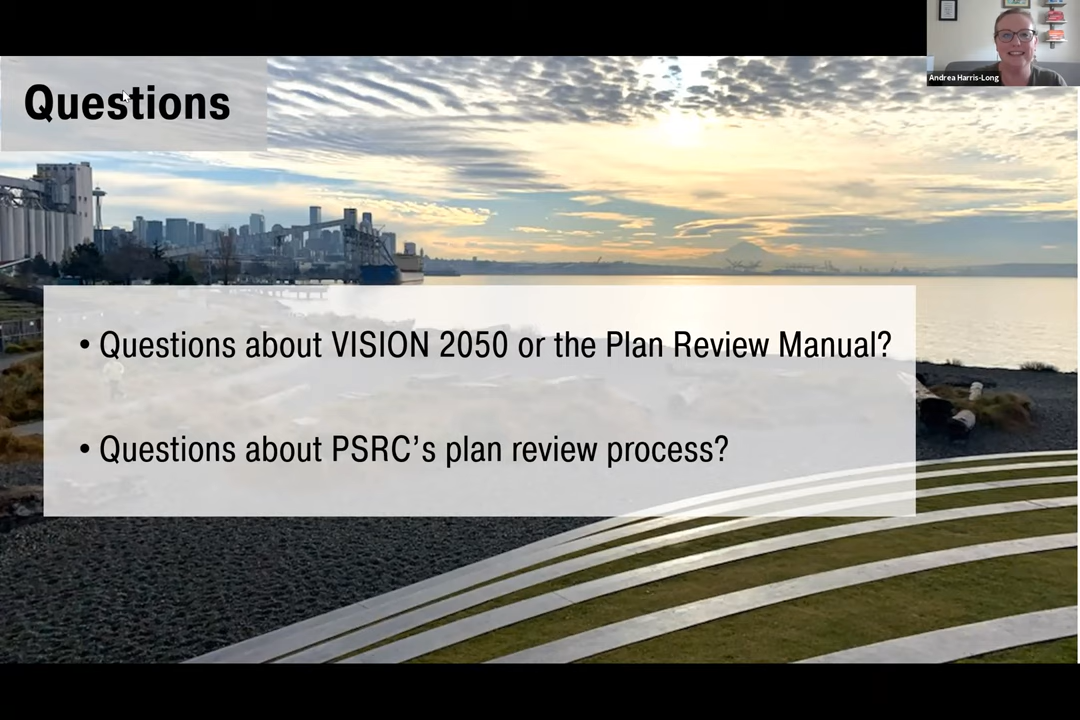 Questions
Andrea Harris-Long
• Questions about VISION 2050 or the Plan Review Manual?
• Questions about PSRC's plan review process?